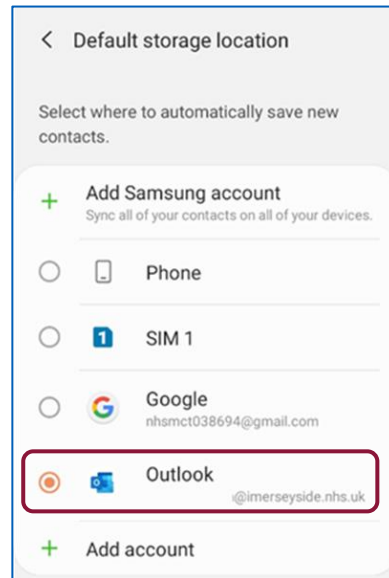 Default storage location
Select where to automatically save new
contacts.
Add Samsung account
Sync all of your contacts on all of your devices.
Phone
1
SIM 1
Google
nhsmct038694@gmail.com
Outlook
@imerseyside.nhs.uk
Add account